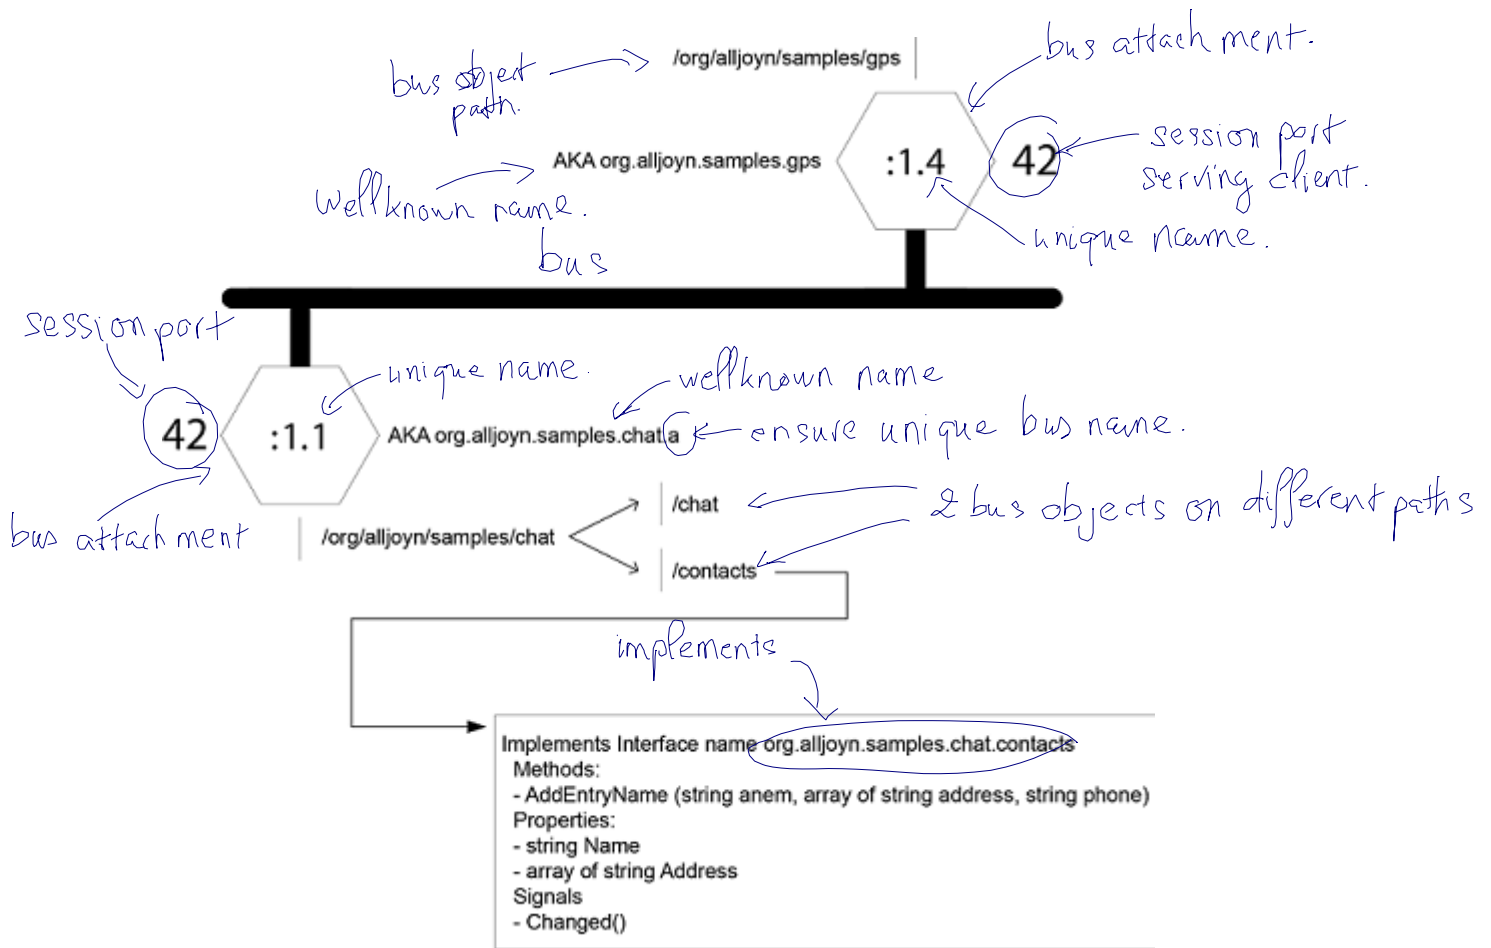 /org/alljoyn/samples/gps
bus attachment.
bus object
path.
AKA org.alljoyn.samples.gps
:1.4
42
session port
serving client.
wellknown name.
unique name.
bus
session port
unique name.
wellknown name
42
:1.1
AKA org.alljoyn.samples.chat.a
ensure unique bus name.
/chat
2 bus objects on different paths
bus attachment
/org/alljoyn/samples/chat
/contacts
implements
Implements Interface name org.alljoyn.samples.chat.contacts
Methods:
- AddEntryName (string anem, array of string address, string phone)
Properties:
- string Name
- array of string Address
Signals
- Changed()